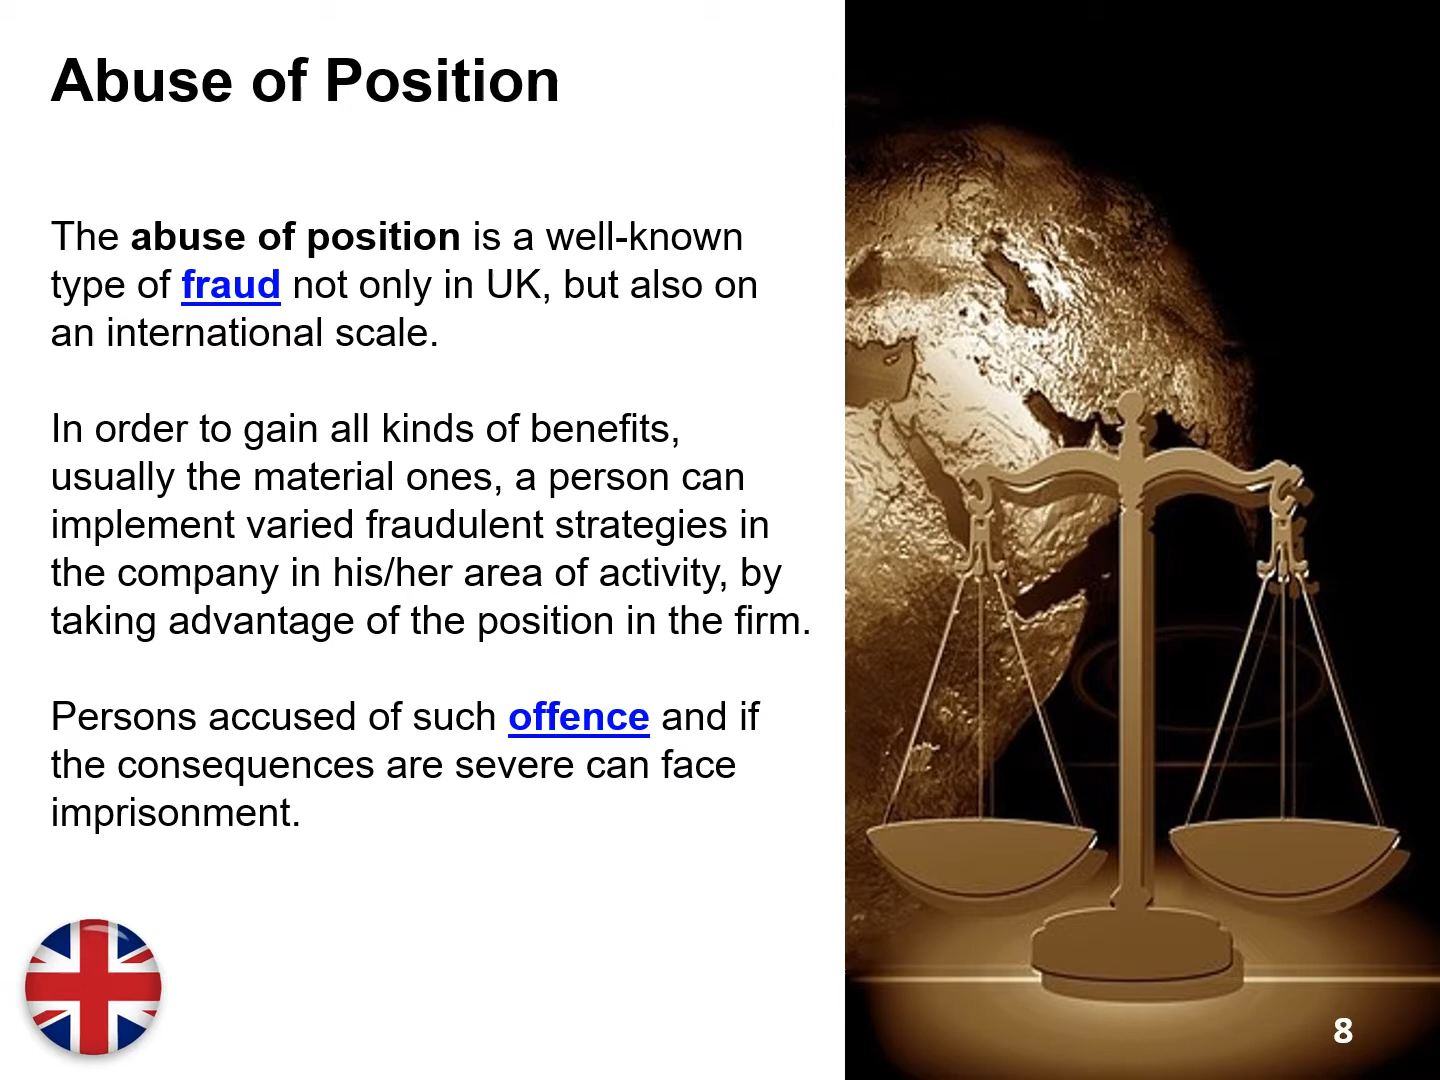 Abuse of Position
The abuse of position is a well-known
type of fraud not only in UK, but also on
an international scale.
In order to gain all kinds of benefits,
usually the material ones, a person can
implement varied fraudulent strategies in
the company in his/her area of activity, by
taking advantage of the position in the firm.
Persons accused of such offence and if
the consequences are severe can face
imprisonment.
8